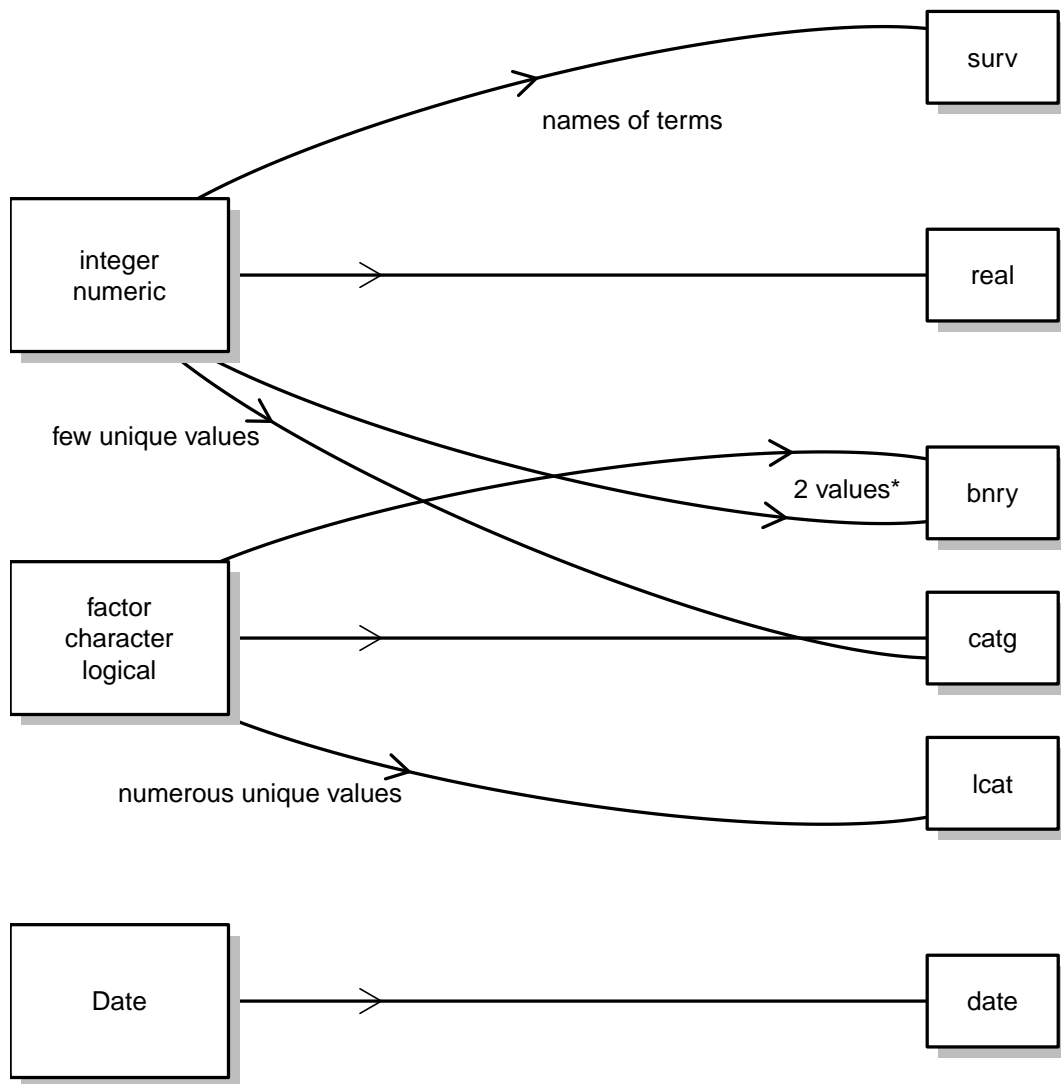 surv
names of terms
integer
numeric
real
few unique values
2 values*
bnry
factor
character
logical
catg
lcat
numerous unique values
Date
date